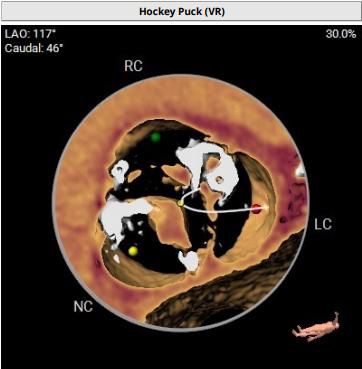 Hockey Puck (VR)
LAO: 117°
Caudal: 46°
30.0%
RC
LC
NC